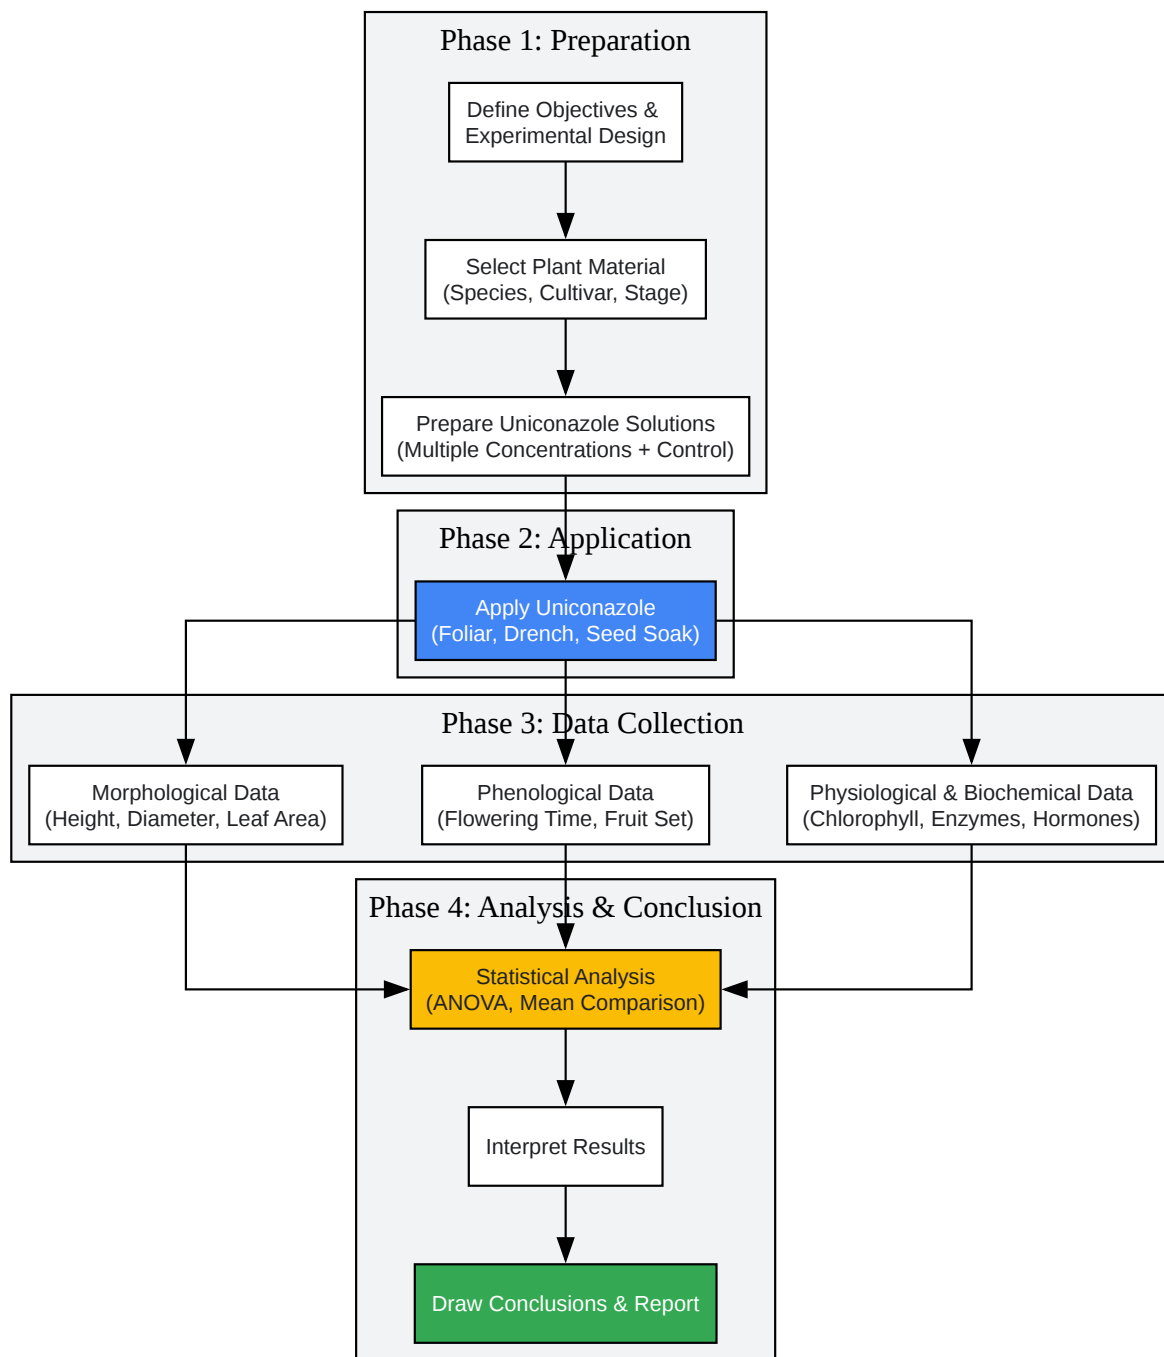 Phase 1: Preparation
Define Objectives &
Experimental Design
Select Plant Material
(Species, Cultivar, Stage)
Prepare Uniconazole Solutions
(Multiple Concentrations + Control)
Phase 2: Application
Apply Uniconazole
(Foliar, Drench, Seed Soak)
Phase 3: Data Collection
Morphological Data
(Height, Diameter, Leaf Area)
Phenological Data
(Flowering Time, Fruit Set)
Physiological & Biochemical Data
(Chlorophyll, Enzymes, Hormones)
Phase 4: Analysis & Conclusion
Statistical Analysis
(ANOVA, Mean Comparison)
Interpret Results
Draw Conclusions & Report